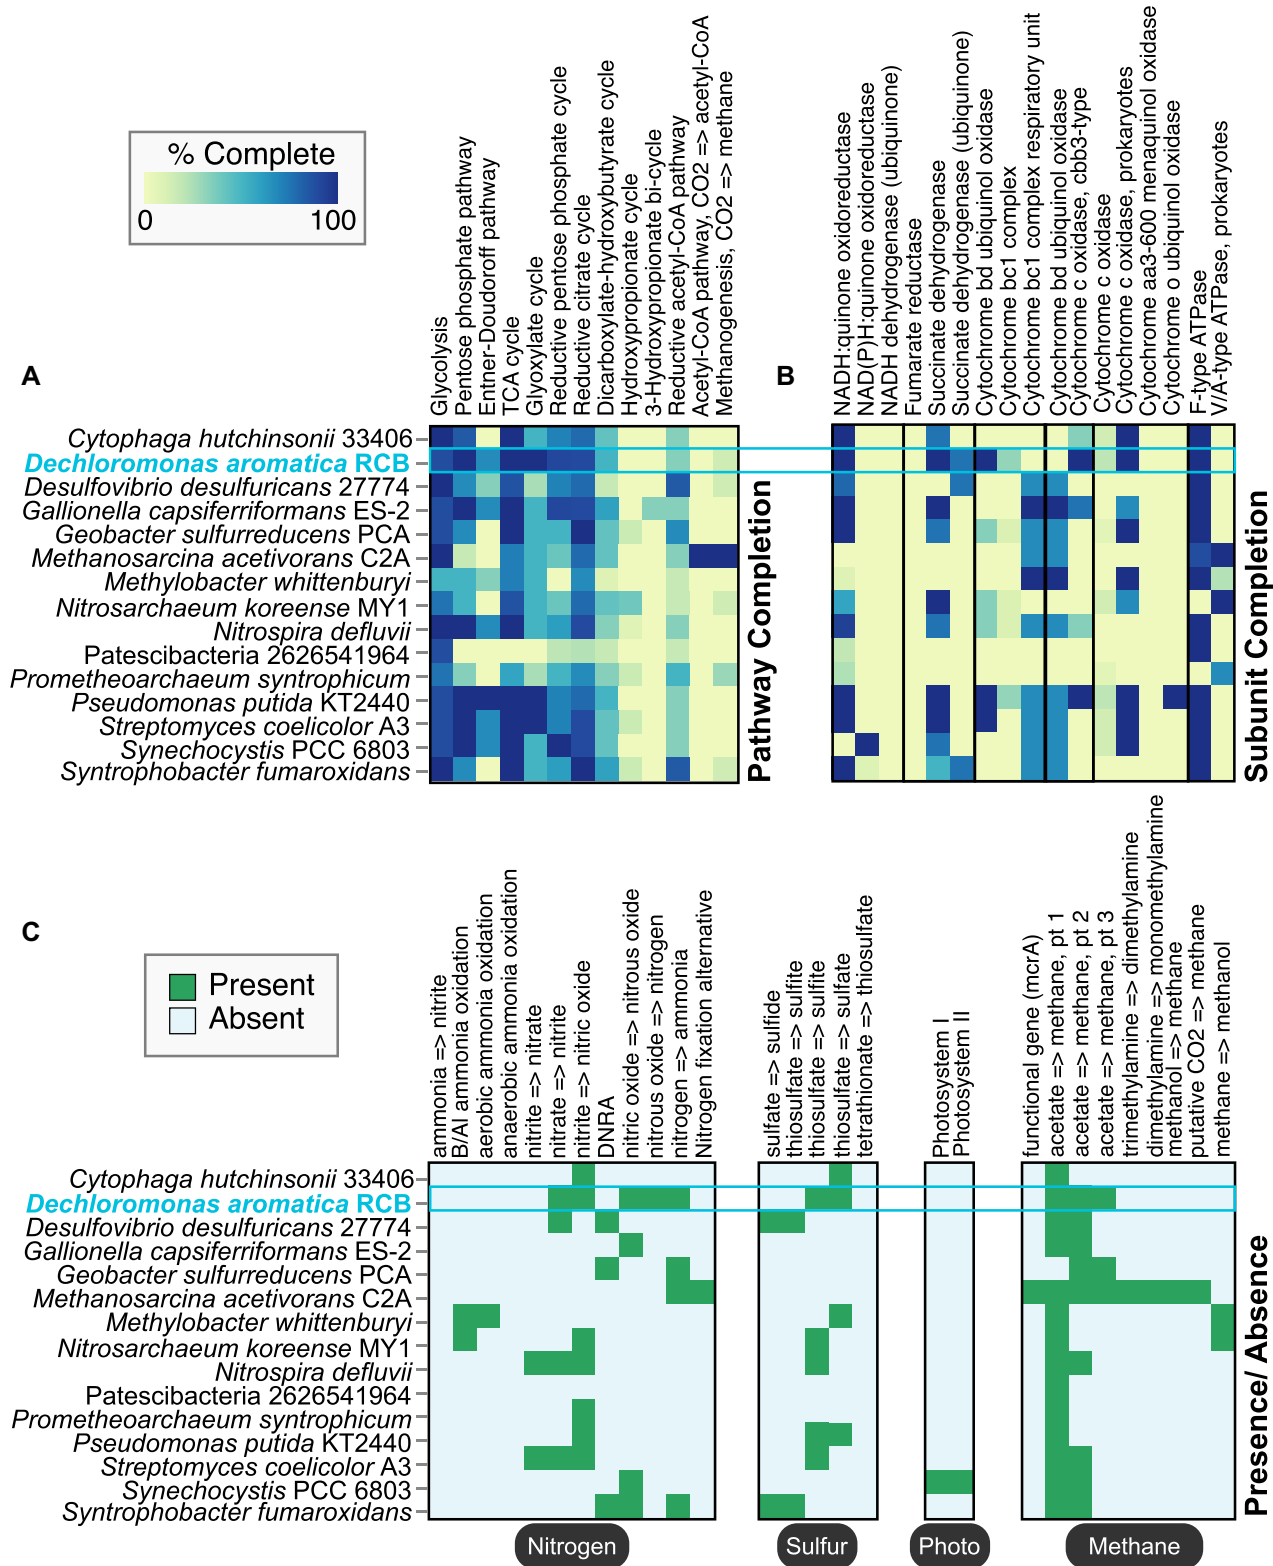 % Complete
0 100
A
Glycolysis
Pentose phosphate pathway
Entner-Doudoroff pathway
TCA cycle
Glyoxylate cycle
Reductive pentose phosphate cycle
Reductive citrate cycle
Dicarboxylate-hydroxybutyrate cycle
Hydroxypropionate cycle
3-Hydroxypropionate bi-cycle
Reductive acetyl-CoA pathway
Acetyl-CoA pathway, CO2 => acetyl-CoA
Methanogenesis, CO2 => methane
B
NADH:quinone oxidoreductase
NAD(P)H:quinone oxidoreductase
NADH dehydrogenase (ubiquinone)
Fumarate reductase
Succinate dehydrogenase
Succinate dehydrogenase (ubiquinone)
Cytochrome bd ubiquinol oxidase
Cytochrome bc1 complex
Cytochrome bc1 complex respiratory unit
Cytochrome bd ubiquinol oxidase
Cytochrome c oxidase, cbb3-type
Cytochrome c oxidase
Cytochrome c oxidase, prokaryotes
Cytochrome aa3-600 menaquinol oxidase
Cytochrome o ubiquinol oxidase
F-type ATPase
V/A-type ATPase, prokaryotes
Cytophaga hutchinsonii 33406
Dechloromonas aromatica RCB
Desulfovibrio desulfuricans 27774
Gallionella capsiferriformans ES-2
Geobacter sulfurreducens PCA
Methanosarcina acetivorans C2A
Methylobacter whittenburyi
Nitrosarchaeum koreense MY1
Nitrospira defluvii
Patescibacteria 2626541964
Prometheoarchaeum syntrophicum
Pseudomonas putida KT2440
Streptomyces coelicolor A3
Synechocystis PCC 6803
Syntrophobacter fumaroxidans
Pathway Completion
Subunit Completion
C
Present
Absent
ammonia => nitrite
B/Al ammonia oxidation
aerobic ammonia oxidation
anaerobic ammonia oxidation
nitrite => nitrate
nitrate => nitrite
nitrite => nitric oxide
DNRA
nitric oxide => nitrous oxide
nitrous oxide => nitrogen
nitrogen => ammonia
Nitrogen fixation alternative
sulfate => sulfide
thiosulfate => sulfite
thiosulfate => sulfite
thiosulfate => sulfate
tetrathionate => thiosulfate
Photosystem I
Photosystem II
functional gene (mcrA)
acetate => methane, pt 1
acetate => methane, pt 2
acetate => methane, pt 3
trimethylamine => dimethylamine
dimethylamine => monomethylamine
methanol => methane
putative CO2 => methane
methane => methanol
Cytophaga hutchinsonii 33406
Dechloromonas aromatica RCB
Desulfovibrio desulfuricans 27774
Gallionella capsiferriformans ES-2
Geobacter sulfurreducens PCA
Methanosarcina acetivorans C2A
Methylobacter whittenburyi
Nitrosarchaeum koreense MY1
Nitrospira defluvii
Patescibacteria 2626541964
Prometheoarchaeum syntrophicum
Pseudomonas putida KT2440
Streptomyces coelicolor A3
Synechocystis PCC 6803
Syntrophobacter fumaroxidans
Presence/ Absence
Nitrogen
Sulfur
Photo
Methane